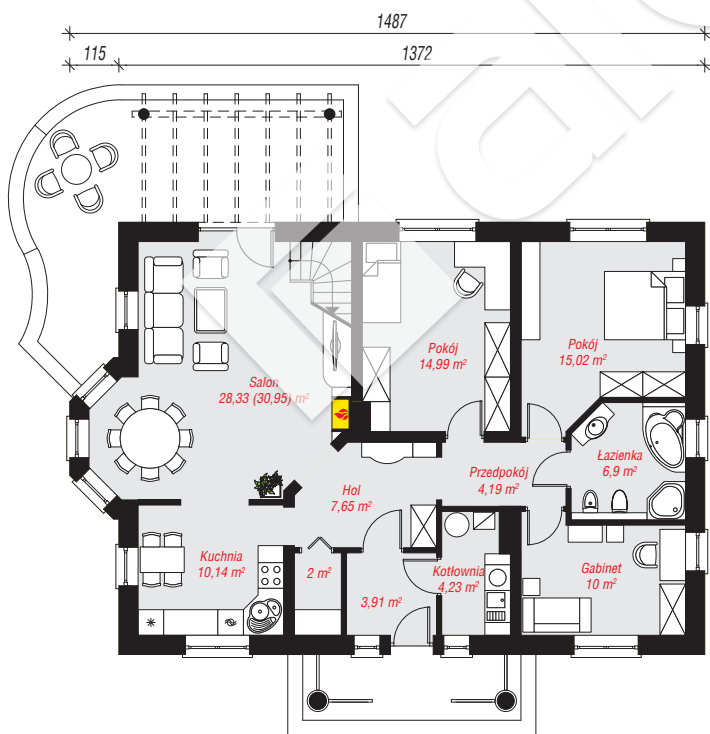 1487
115
1372
Pokój
14,99 m²
Pokój
15,02 m²
Salon
28,33 (30,95) m²
Łazienka
6,9 m²
Przedpokój
4,19 m²
Hol
7,65 m²
Kuchnia
10,14 m²
2 m²
3,91 m²
Kotłownia
4,23 m²
Gabinet
10 m²